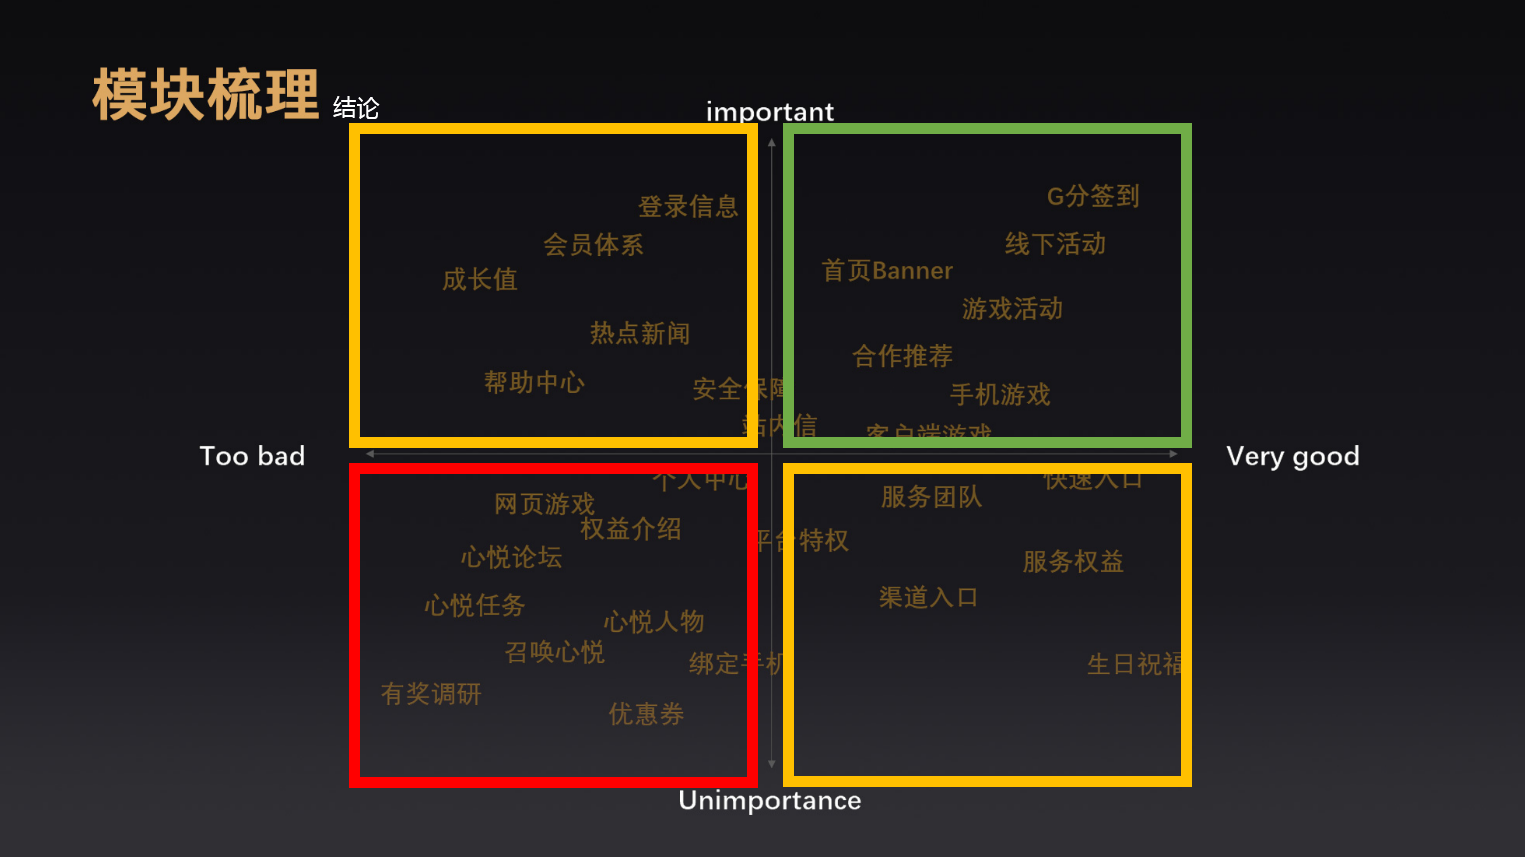 模块梳理 结论
important
登录信息
G分签到
会员体系
线下活动
成长值
首页Banner
游戏活动
热点新闻
合作推荐
帮助中心
安全保障
手机游戏
站内信
客户端游戏
Too bad
Very good
个人中心
快速入口
网页游戏
服务团队
权益介绍
平台特权
心悦论坛
服务权益
心悦任务
渠道入口
心悦人物
召唤心悦
绑定手机
生日祝福
有奖调研
优惠券
Unimportance